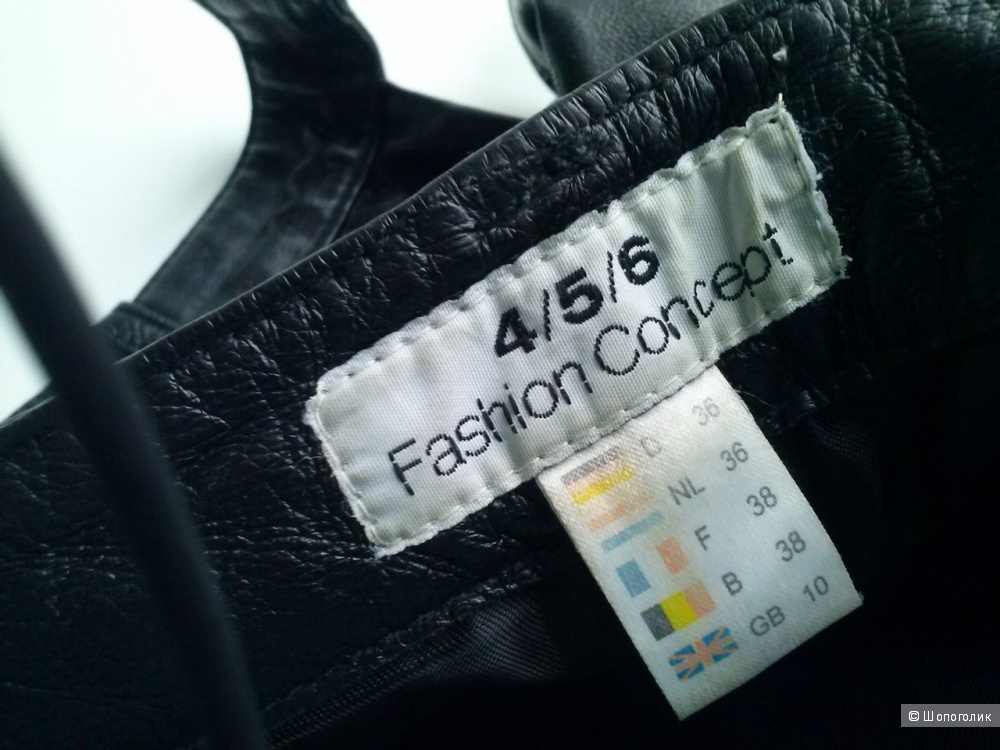 4/5/6
Fashion Concept
D 36
NL 36
F 38
B 38
GB 10
© Шопоголик